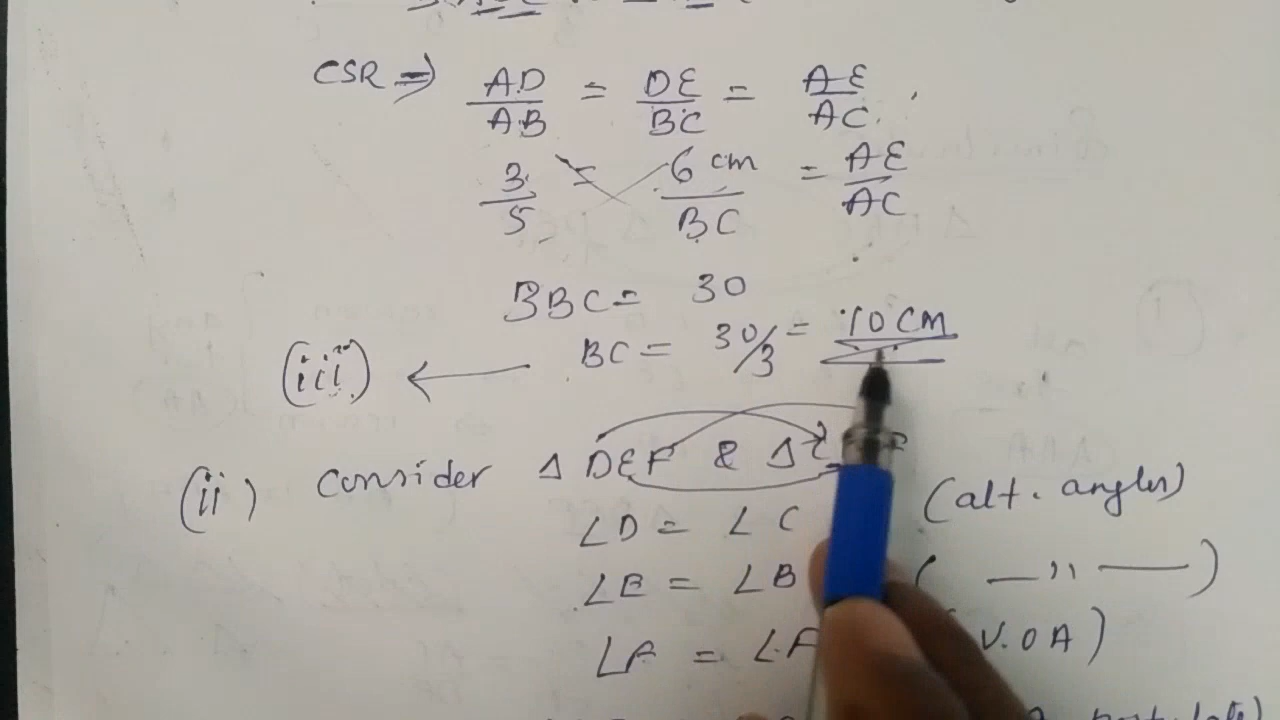 CSR ⇒ AD/AB = DE/BC = AE/AC.
3/5 = 6 cm/BC = AE/AC
3BC = 30
BC = 30/3 = 10 CM
(iii) ←
(ii) Consider Δ DEF & Δ C
∠D = ∠C (alt. angles)
∠E = ∠B ( —〃— )
∠F = ∠F (V.O A)